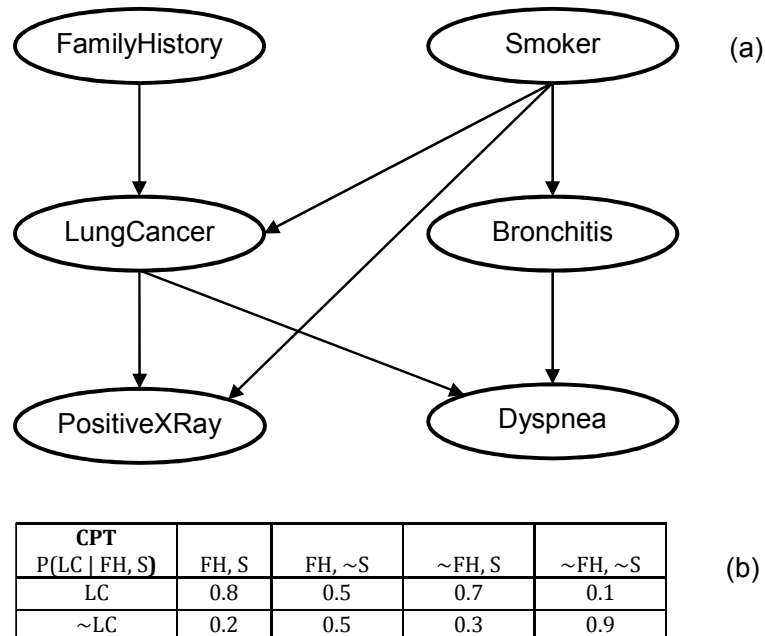 FamilyHistory Smoker (a)
LungCancer Bronchitis
PositiveXRay Dyspnea
CPT
P(LC | FH, S) FH, S FH, ~S ~FH, S ~FH, ~S (b)
LC 0.8 0.5 0.7 0.1
~LC 0.2 0.5 0.3 0.9